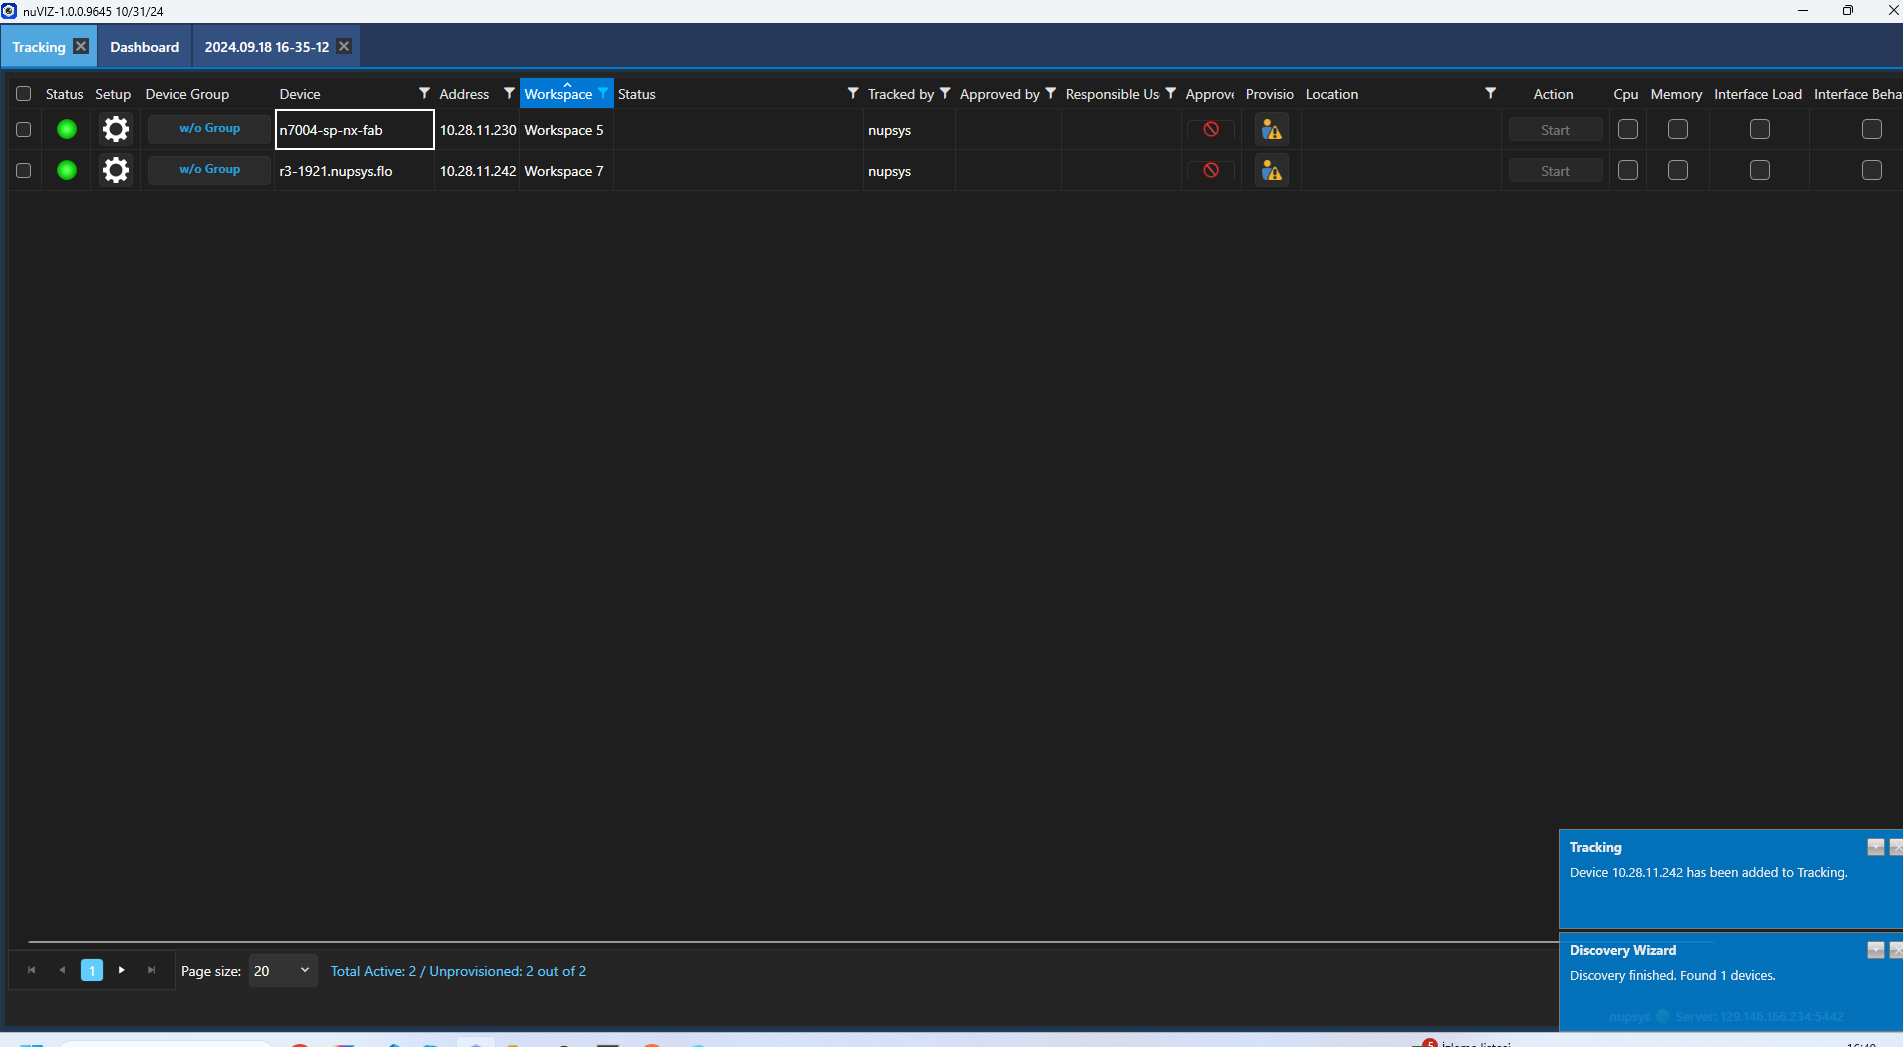 nuVIZ-1.0.0.9645 10/31/24
Tracking Dashboard 2024.09.18 16-35-12
Status Setup Device Group Device Address Workspace Status Tracked by Approved by Responsible Us Approve Provisio Location Action Cpu Memory Interface Load Interface Beha
w/o Group n7004-sp-nx-fab 10.28.11.230 Workspace 5 nupsys Start
w/o Group r3-1921.nupsys.flo 10.28.11.242 Workspace 7 nupsys Start
Tracking
Device 10.28.11.242 has been added to Tracking.
Discovery Wizard
Discovery finished. Found 1 devices.
1 Page size: 20 Total Active: 2 / Unprovisioned: 2 out of 2
nupsys Server: 129.146.166.234:5442
5